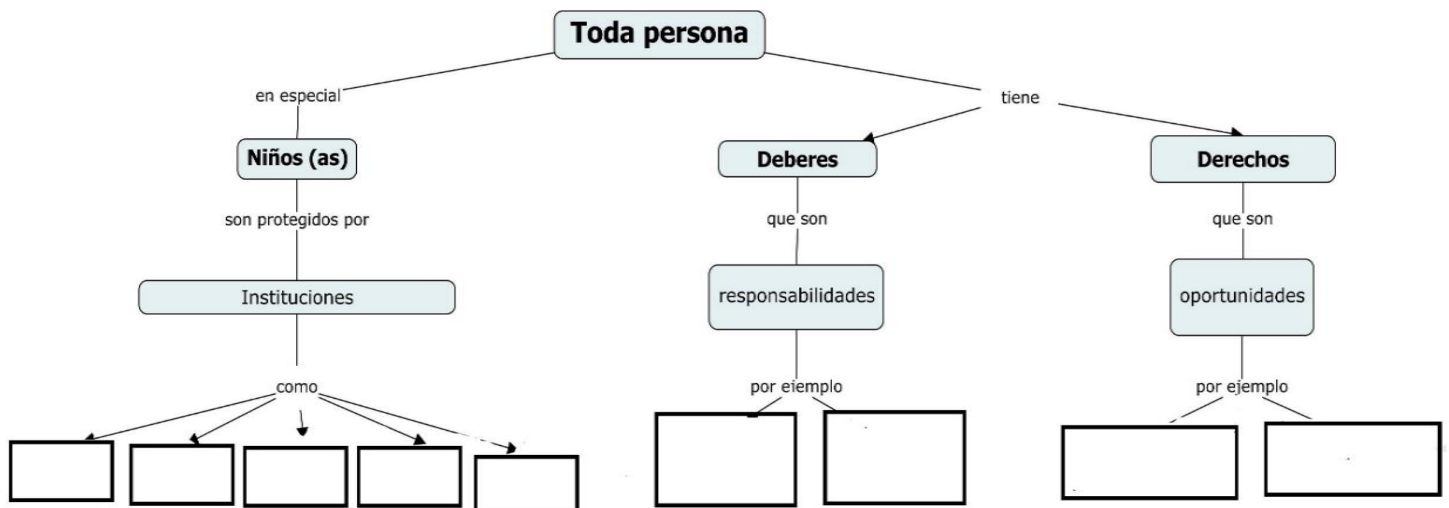 Toda persona
en especial
tiene
Niños (as)
Deberes
Derechos
son protegidos por
que son
que son
Instituciones
responsabilidades
oportunidades
como
por ejemplo
por ejemplo